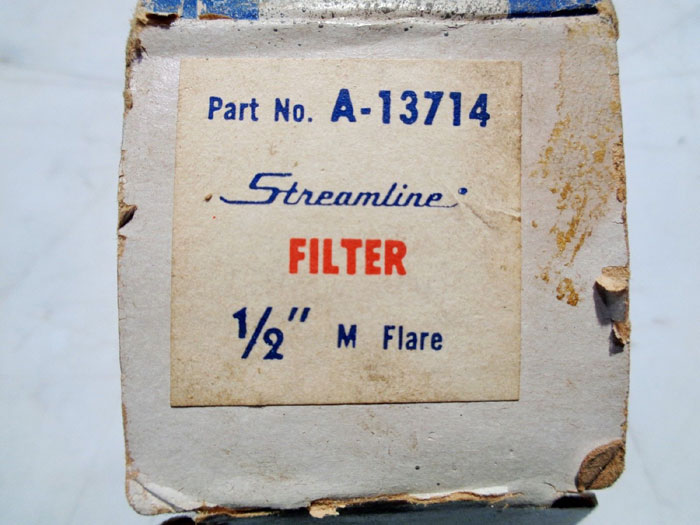 Part No. A-13714
Streamline
FILTER
1/2" M Flare